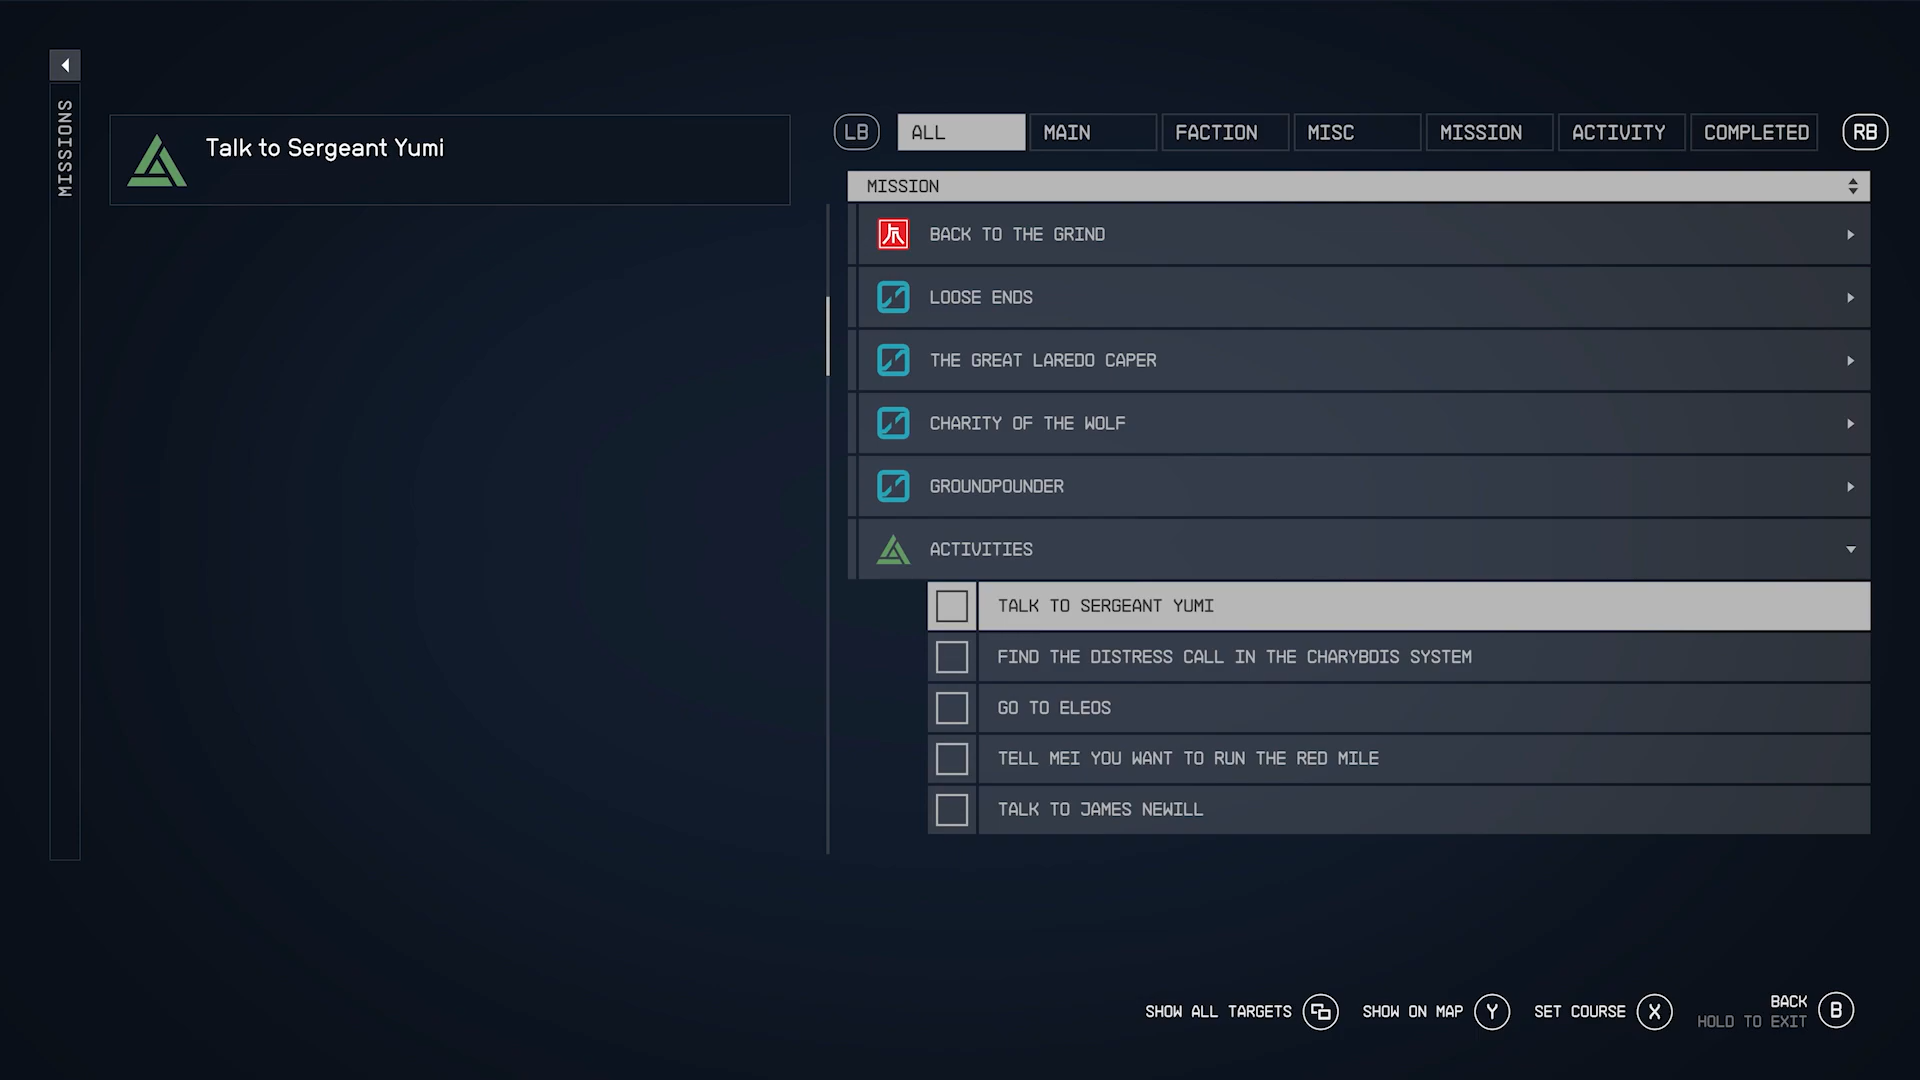 MISSIONS
Talk to Sergeant Yumi
LB
ALL
MAIN
FACTION
MISC
MISSION
ACTIVITY
COMPLETED
RB
MISSION
BACK TO THE GRIND
LOOSE ENDS
THE GREAT LAREDO CAPER
CHARITY OF THE WOLF
GROUNDPOUNDER
ACTIVITIES
TALK TO SERGEANT YUMI
FIND THE DISTRESS CALL IN THE CHARYBDIS SYSTEM
GO TO ELEOS
TELL MEI YOU WANT TO RUN THE RED MILE
TALK TO JAMES NEWILL
SHOW ALL TARGETS
SHOW ON MAP Y
SET COURSE X
BACK B
HOLD TO EXIT